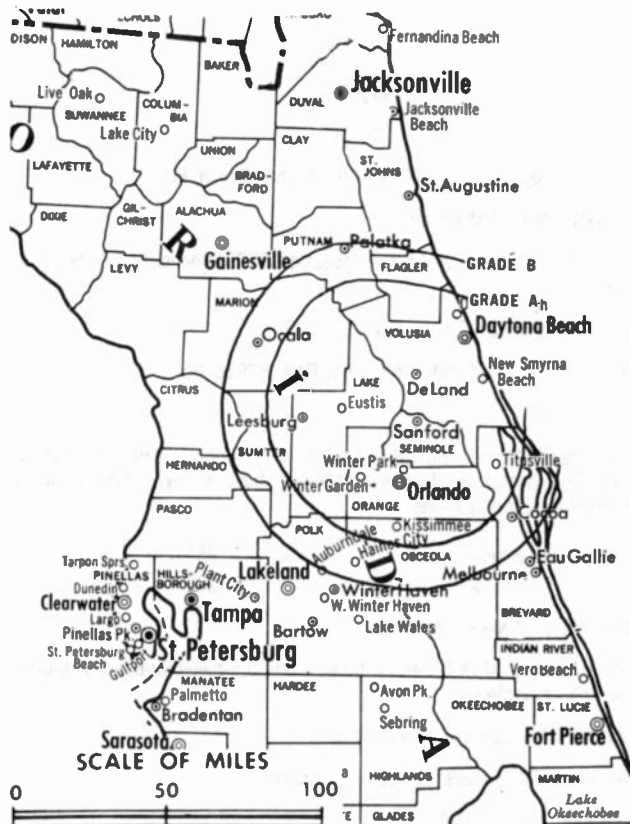 ECHOLS
Fernandina Beach
DISON
HAMILTON
BAKER
Jacksonville
Live Oak
SUWANNEE
COLUM-
BIA
DUVAL
Jacksonville
Beach
Lake City
O
UNION
CLAY
LAFAYETTE
BRAD-
FORD
ST.
JOHNS
St. Augustine
DIXIE
GIL-
CHRIST
ALACHUA
R
PUTNAM
Palatka
Gainesville
FLAGLER
GRADE B
LEVY
MARION
GRADE A
VOLUSIA
Daytona Beach
Ocala
I
LAKE
DeLand
New Smyrna
Beach
CITRUS
Eustis
Leesburg
Sanford
SEMINOLE
SUMTER
HERNANDO
Winter Park
Titusville
Winter Garden
Orlando
PASCO
ORANGE
Cocoa
POLK
Kissimmee
Auburndale
Haines
City
OSCEOLA
Eau Gallie
Tarpon Sprs.
PINELLAS
HILLS-
BOROUGH
Plant City
Lakeland
D
Melbourne
Dunedin
Winter Haven
Clearwater
Tampa
W. Winter Haven
BREVARD
Largo
Pinellas Pk
Bartow
Lake Wales
St. Petersburg
St. Petersburg
Beach
Gulfport
INDIAN RIVER
Vero Beach
MANATEE
HARDEE
Palmetto
Avon Pk
OKEECHOBEE
ST. LUCIE
Bradentan
Sebring
Fort Pierce
Sarasota
A
SCALE OF MILES
HIGHLANDS
MARTIN
0 50 100
GLADES
Lake
Okeechobee